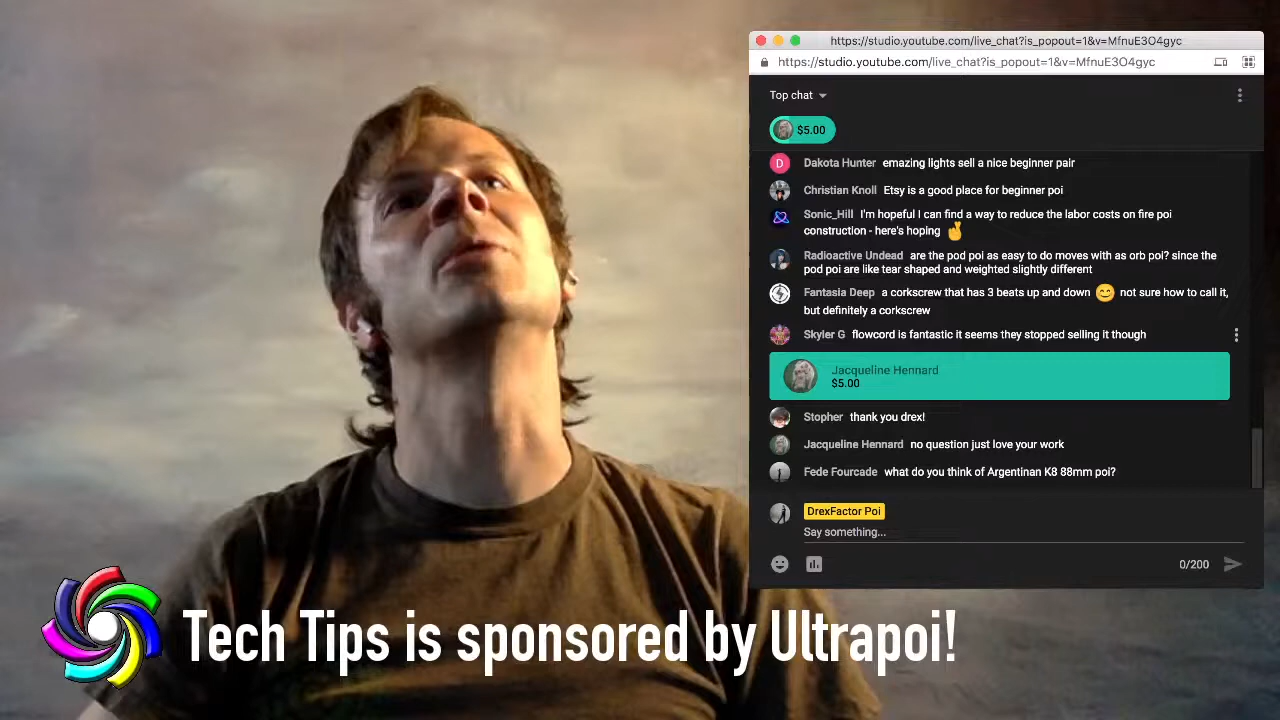 https://studio.youtube.com/live_chat?is_popout=1&v=MfnuE3O4gyc
https://studio.youtube.com/live_chat?is_popout=1&v=MfnuE3O4gyc
Top chat
$5.00
Dakota Hunter emazing lights sell a nice beginner pair
Christian Knoll Etsy is a good place for beginner poi
Sonic_Hill I'm hopeful I can find a way to reduce the labor costs on fire poi
construction - here's hoping 🤞
Radioactive Undead are the pod poi as easy to do moves with as orb poi? since the
pod poi are like tear shaped and weighted slightly different
Fantasia Deep a corkscrew that has 3 beats up and down 😊 not sure how to call it,
but definitely a corkscrew
Skyler G flowcord is fantastic it seems they stopped selling it though
Jacqueline Hennard
$5.00
Stopher thank you drex!
Jacqueline Hennard no question just love your work
Fede Fourcade what do you think of Argentinan K8 88mm poi?
DrexFactor Poi
Say something...
0/200
Tech Tips is sponsored by Ultrapoi!